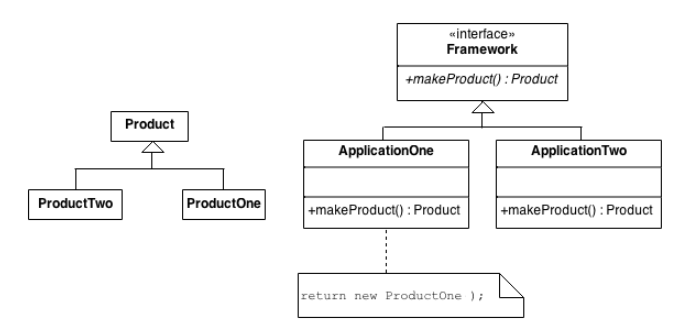 «interface»
Framework
+makeProduct() : Product
Product
ProductTwo
ProductOne
ApplicationOne
+makeProduct() : Product
ApplicationTwo
+makeProduct() : Product
return new ProductOne );